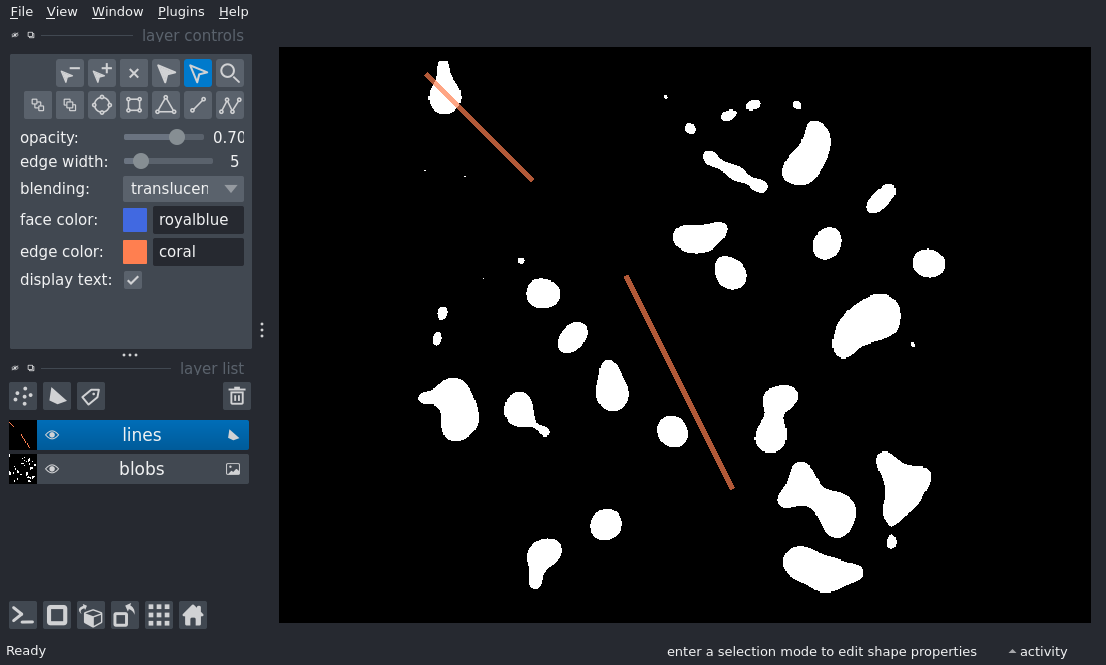 File View Window Plugins Help
layer controls
opacity: 0.70
edge width: 5
blending: translucen
face color: royalblue
edge color: coral
display text:
layer list
lines
blobs
Ready enter a selection mode to edit shape properties activity